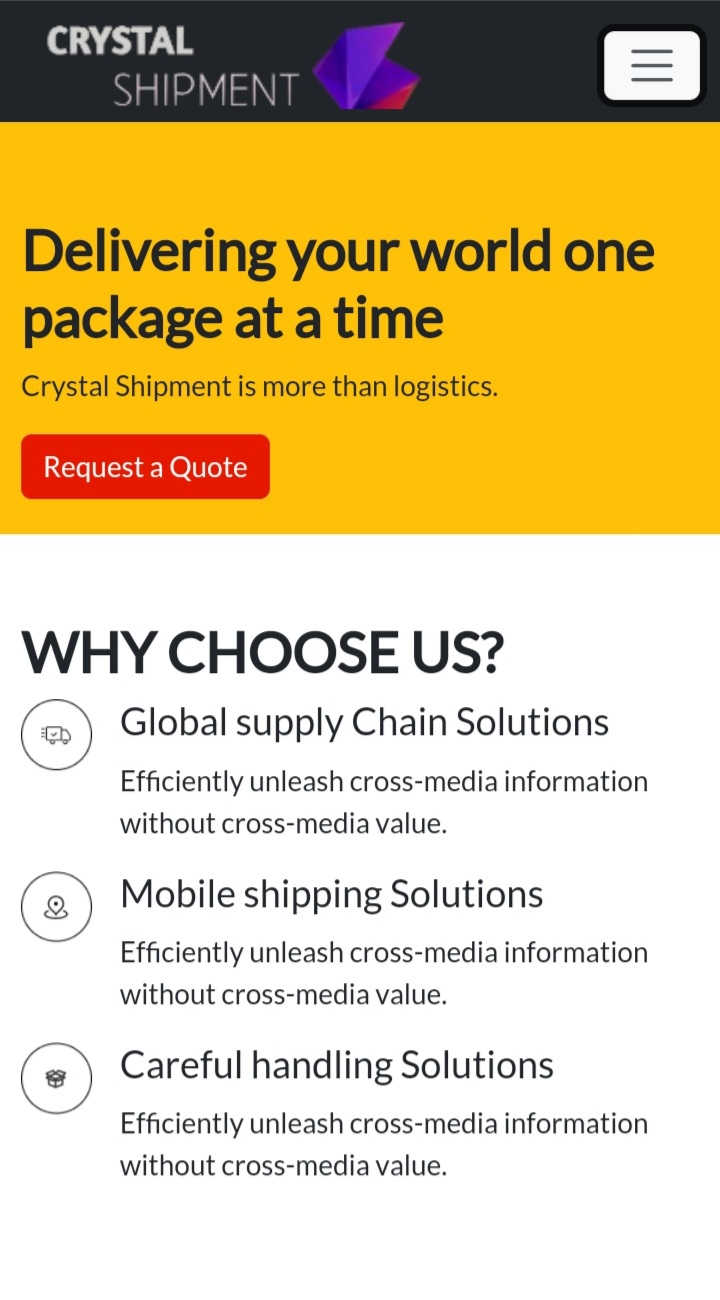 CRYSTAL
SHIPMENT
Delivering your world one
package at a time
Crystal Shipment is more than logistics.
Request a Quote
WHY CHOOSE US?
Global supply Chain Solutions
Efficiently unleash cross-media information
without cross-media value.
Mobile shipping Solutions
Efficiently unleash cross-media information
without cross-media value.
Careful handling Solutions
Efficiently unleash cross-media information
without cross-media value.